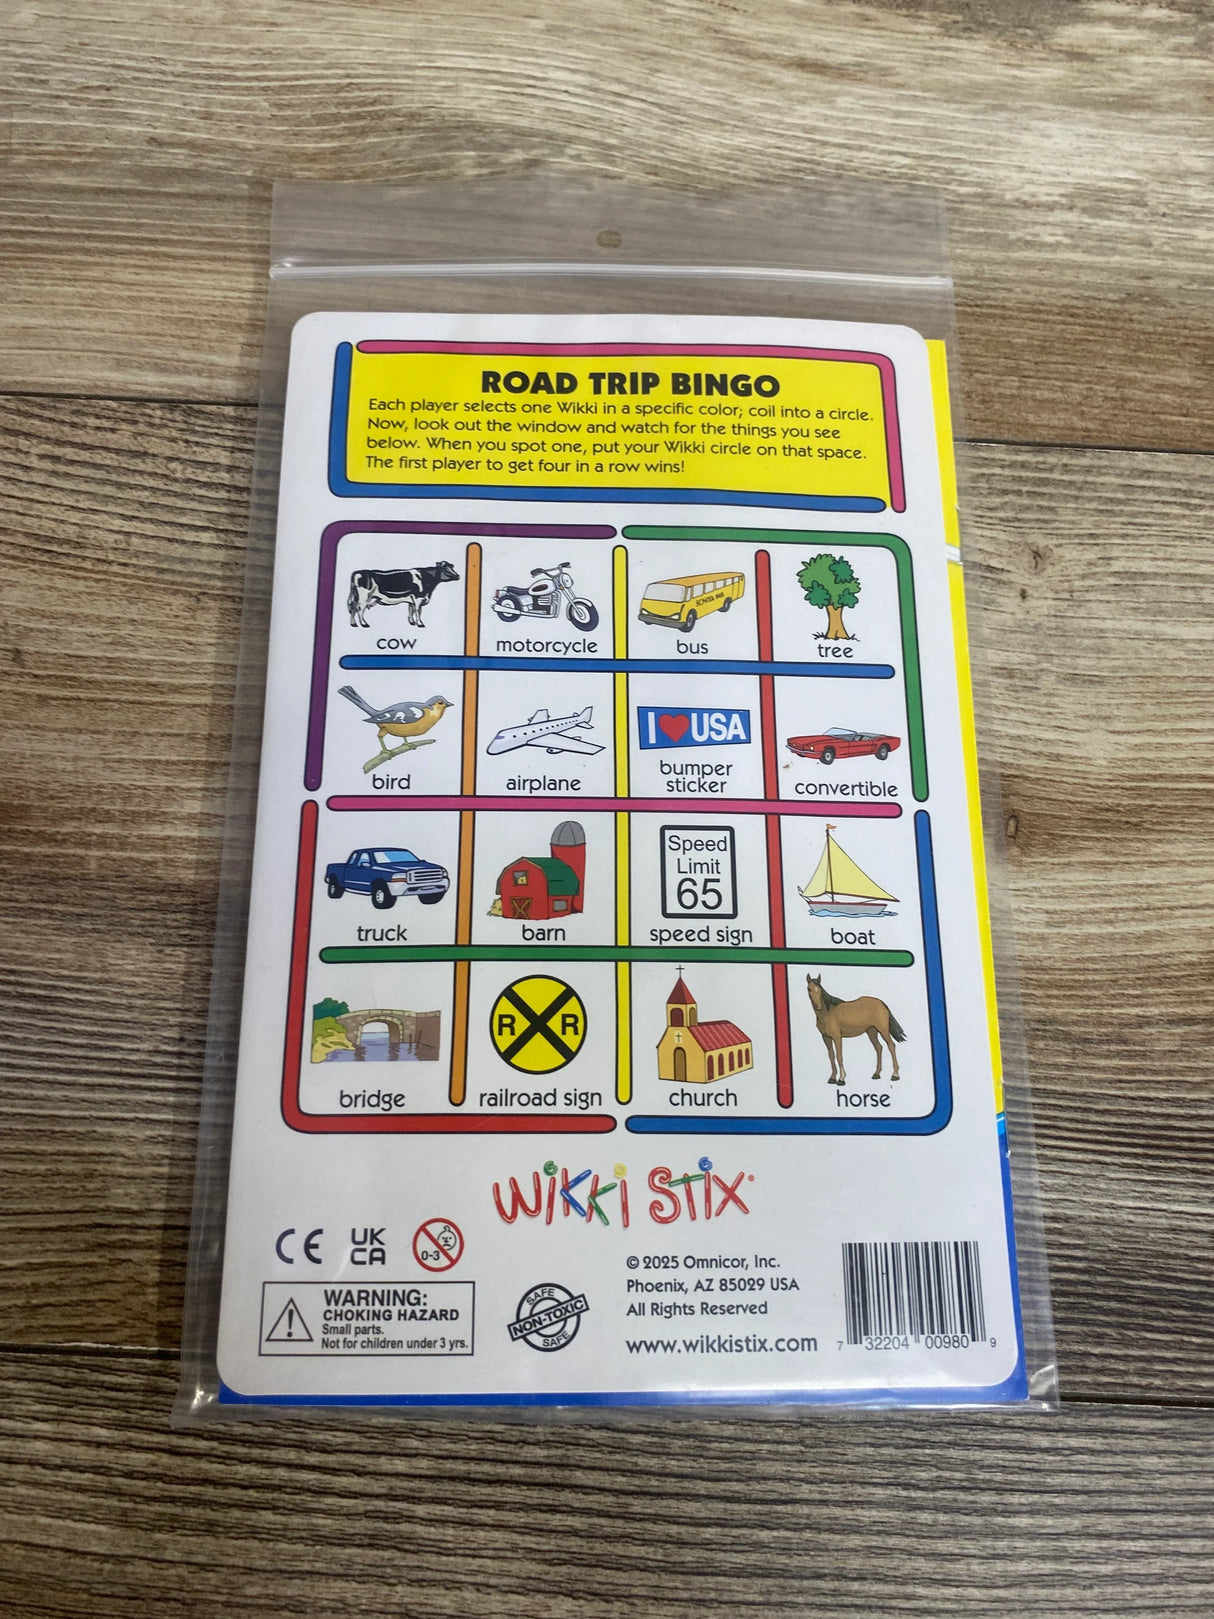 ROAD TRIP BINGO
Each player selects one Wikki in a specific color; coil into a circle.
Now, look out the window and watch for the things you see
below. When you spot one, put your Wikki circle on that space.
The first player to get four in a row wins!
cow
motorcycle
SCHOOL BUS
bus
tree
bird
airplane
I ♥ USA
bumper
sticker
convertible
truck
barn
Speed
Limit
65
speed sign
boat
bridge
R X R
railroad sign
church
horse
WIKKI STIX®
CE
UK
CA
0-3
WARNING:
CHOKING HAZARD
Small parts.
Not for children under 3 yrs.
SAFE
NON-TOXIC
SAFE
© 2025 Omnicor, Inc.
Phoenix, AZ 85029 USA
All Rights Reserved
www.wikkistix.com
7 32204 00980 9